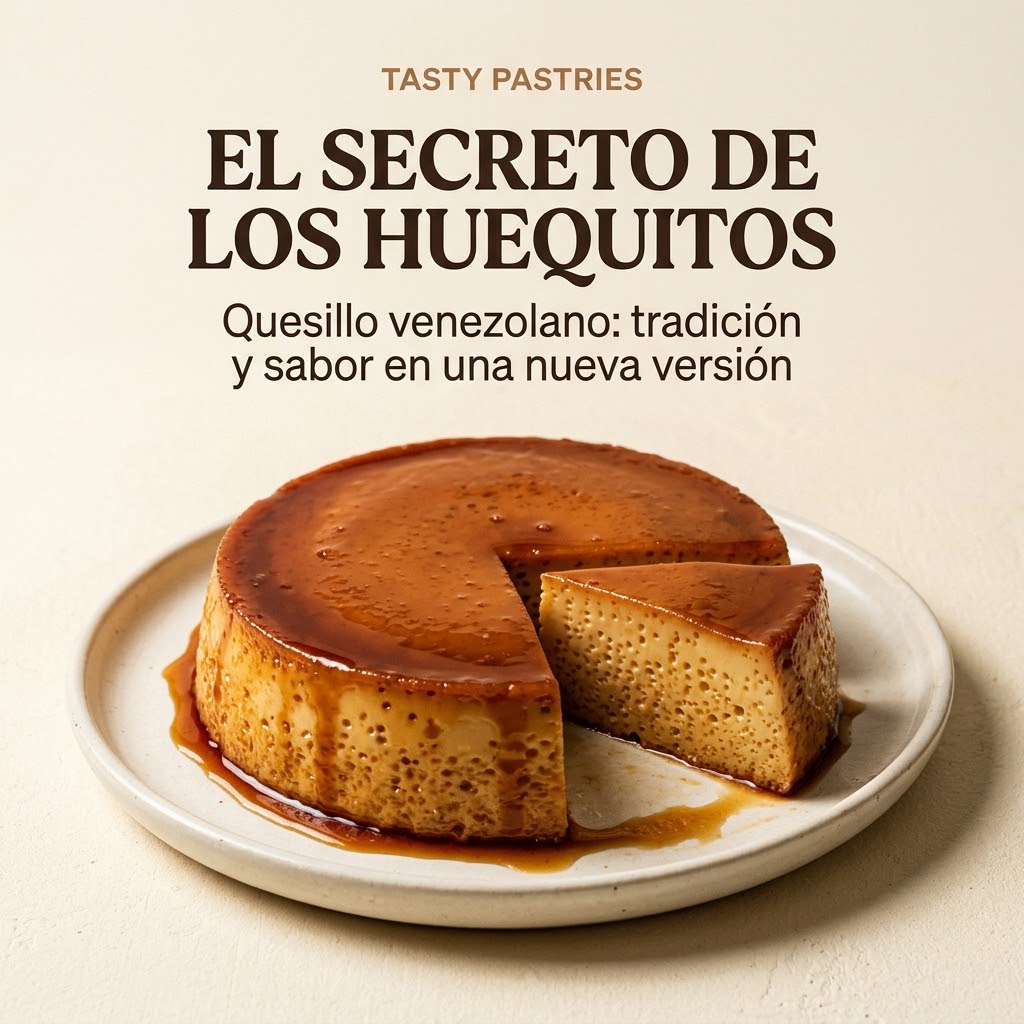 TASTY PASTRIES
EL SECRETO DE
LOS HUEQUITOS
Quesillo venezolano: tradición
y sabor en una nueva versión